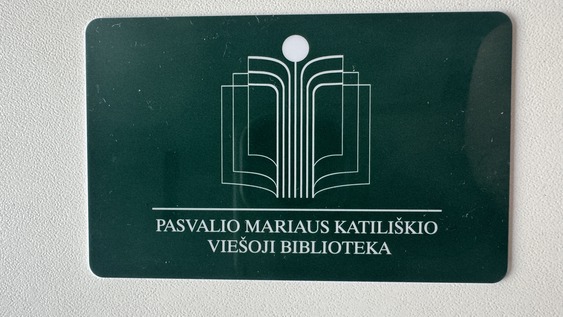 PASVALIO MARIAUS KATILIŠKIO
VIEŠOJI BIBLIOTEKA